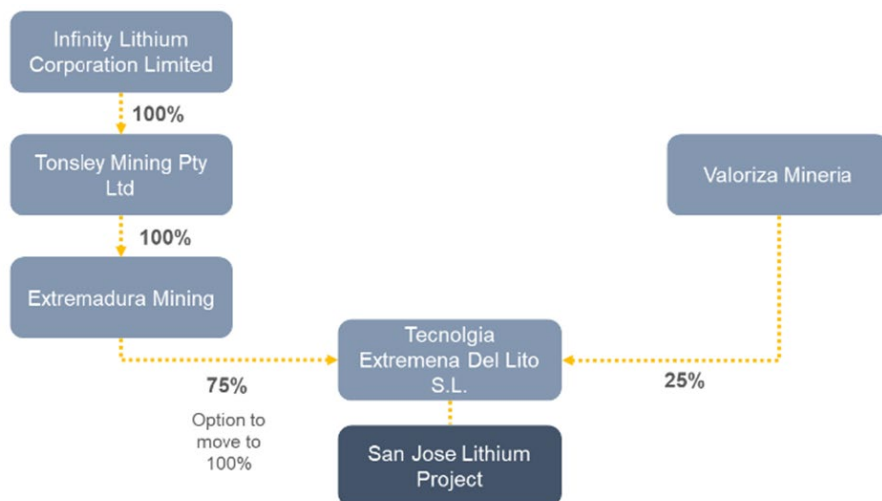 Infinity Lithium
Corporation Limited
100%
Tonsley Mining Pty
Ltd
Valoriza Mineria
100%
Extremadura Mining
Tecnolgia
Extremena Del Lito
S.L.
75%
25%
Option to
move to
100%
San Jose Lithium
Project